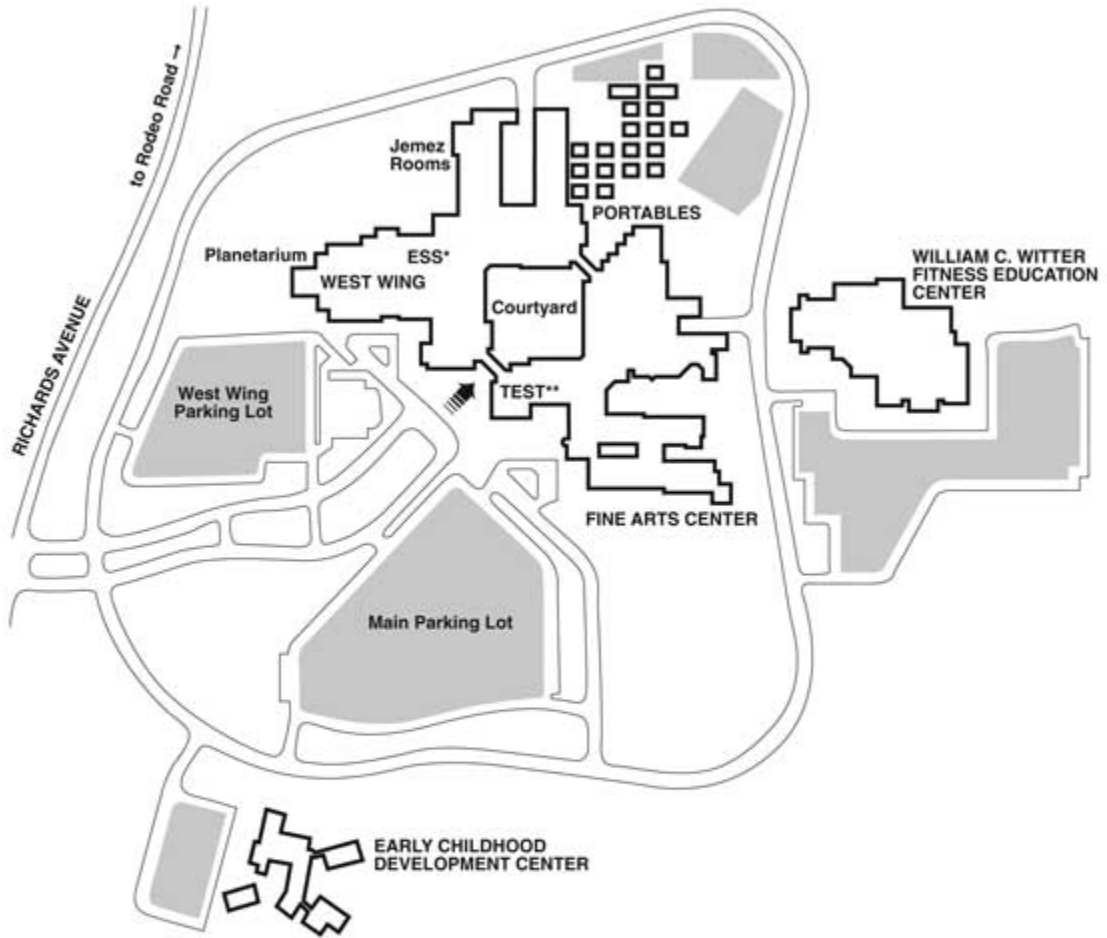 to Rodeo Road →
Jemez
Rooms
PORTABLES
Planetarium
ESS*
WEST WING
WILLIAM C. WITTER
FITNESS EDUCATION
CENTER
Courtyard
RICHARDS AVENUE
West Wing
Parking Lot
TEST**
FINE ARTS CENTER
Main Parking Lot
EARLY CHILDHOOD
DEVELOPMENT CENTER